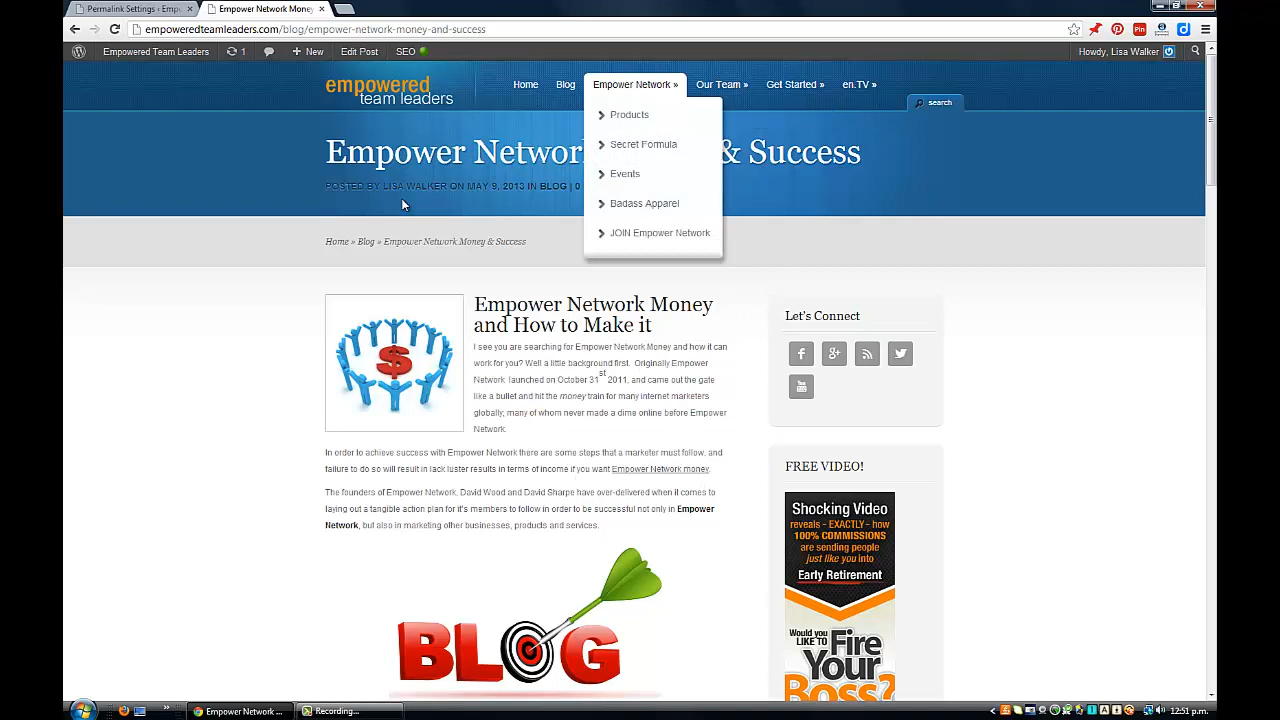 Permalink Settings ‹ Empo
Empower Network Money
empoweredteamleaders.com/blog/empower-network-money-and-success
Empowered Team Leaders 1 + New Edit Post SEO Howdy, Lisa Walker
empowered
team leaders
Home Blog Empower Network » Our Team » Get Started » en.TV »
search
Products
Secret Formula
Events
Badass Apparel
JOIN Empower Network
Empower Network & Success
POSTED BY LISA WALKER ON MAY 9, 2013 IN BLOG | 0
Home » Blog » Empower Network Money & Success
Empower Network Money
and How to Make it
I see you are searching for Empower Network Money and how it can
work for you? Well a little background first. Originally Empower
Network launched on October 31st 2011, and came out the gate
like a bullet and hit the money train for many internet marketers
globally, many of whom never made a dime online before Empower
Network.
In order to achieve success with Empower Network there are some steps that a marketer must follow, and
failure to do so will result in lack luster results in terms of income if you want Empower Network money.
The founders of Empower Network, David Wood and David Sharpe have over-delivered when it comes to
laying out a tangible action plan for it's members to follow in order to be successful not only in Empower
Network, but also in marketing other businesses, products and services.
BLOG
Let's Connect
FREE VIDEO!
Shocking Video
reveals - EXACTLY - how
100% COMMISSIONS
are sending people
just like you into
Early Retirement
Would you
LIKE TO Fire
Your
Boss?
Empower Network ...
Recording...
12:51 p.m.